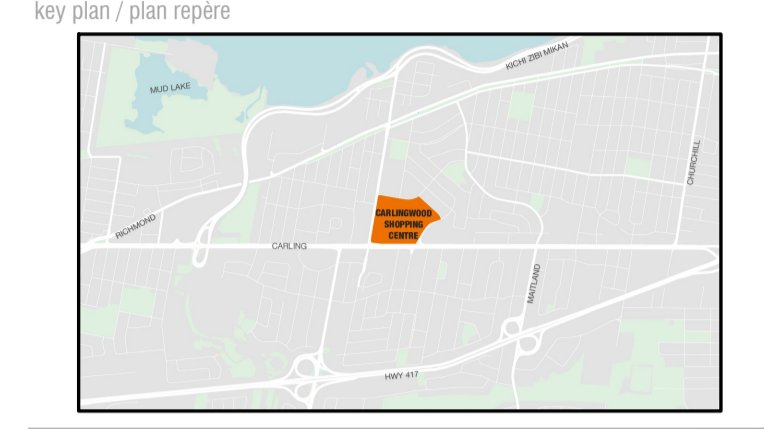 key plan / plan repère
KICHI ZIBI MIKAN
MUD LAKE
CHURCHILL
CARLINGWOOD
SHOPPING
CENTRE
RICHMOND
CARLING
MAITLAND
HWY 417